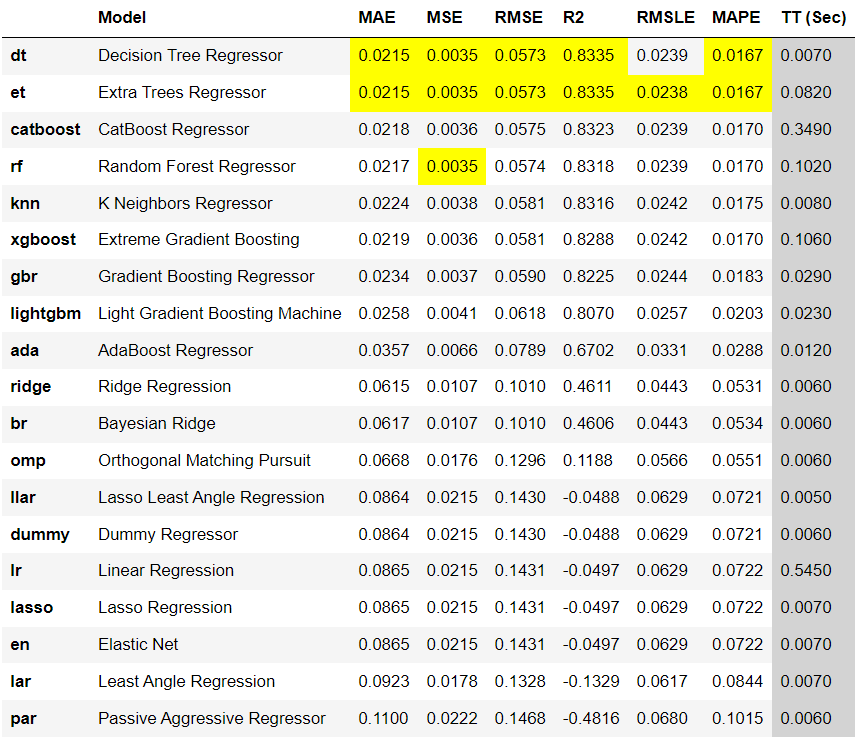 Model MAE MSE RMSE R2 RMSLE MAPE TT (Sec)
dt Decision Tree Regressor 0.0215 0.0035 0.0573 0.8335 0.0239 0.0167 0.0070
et Extra Trees Regressor 0.0215 0.0035 0.0573 0.8335 0.0238 0.0167 0.0820
catboost CatBoost Regressor 0.0218 0.0036 0.0575 0.8323 0.0239 0.0170 0.3490
rf Random Forest Regressor 0.0217 0.0035 0.0574 0.8318 0.0239 0.0170 0.1020
knn K Neighbors Regressor 0.0224 0.0038 0.0581 0.8316 0.0242 0.0175 0.0080
xgboost Extreme Gradient Boosting 0.0219 0.0036 0.0581 0.8288 0.0242 0.0170 0.1060
gbr Gradient Boosting Regressor 0.0234 0.0037 0.0590 0.8225 0.0244 0.0183 0.0290
lightgbm Light Gradient Boosting Machine 0.0258 0.0041 0.0618 0.8070 0.0257 0.0203 0.0230
ada AdaBoost Regressor 0.0357 0.0066 0.0789 0.6702 0.0331 0.0288 0.0120
ridge Ridge Regression 0.0615 0.0107 0.1010 0.4611 0.0443 0.0531 0.0060
br Bayesian Ridge 0.0617 0.0107 0.1010 0.4606 0.0443 0.0534 0.0060
omp Orthogonal Matching Pursuit 0.0668 0.0176 0.1296 0.1188 0.0566 0.0551 0.0060
llar Lasso Least Angle Regression 0.0864 0.0215 0.1430 -0.0488 0.0629 0.0721 0.0050
dummy Dummy Regressor 0.0864 0.0215 0.1430 -0.0488 0.0629 0.0721 0.0060
lr Linear Regression 0.0865 0.0215 0.1431 -0.0497 0.0629 0.0722 0.5450
lasso Lasso Regression 0.0865 0.0215 0.1431 -0.0497 0.0629 0.0722 0.0070
en Elastic Net 0.0865 0.0215 0.1431 -0.0497 0.0629 0.0722 0.0070
lar Least Angle Regression 0.0923 0.0178 0.1328 -0.1329 0.0617 0.0844 0.0070
par Passive Aggressive Regressor 0.1100 0.0222 0.1468 -0.4816 0.0680 0.1015 0.0060